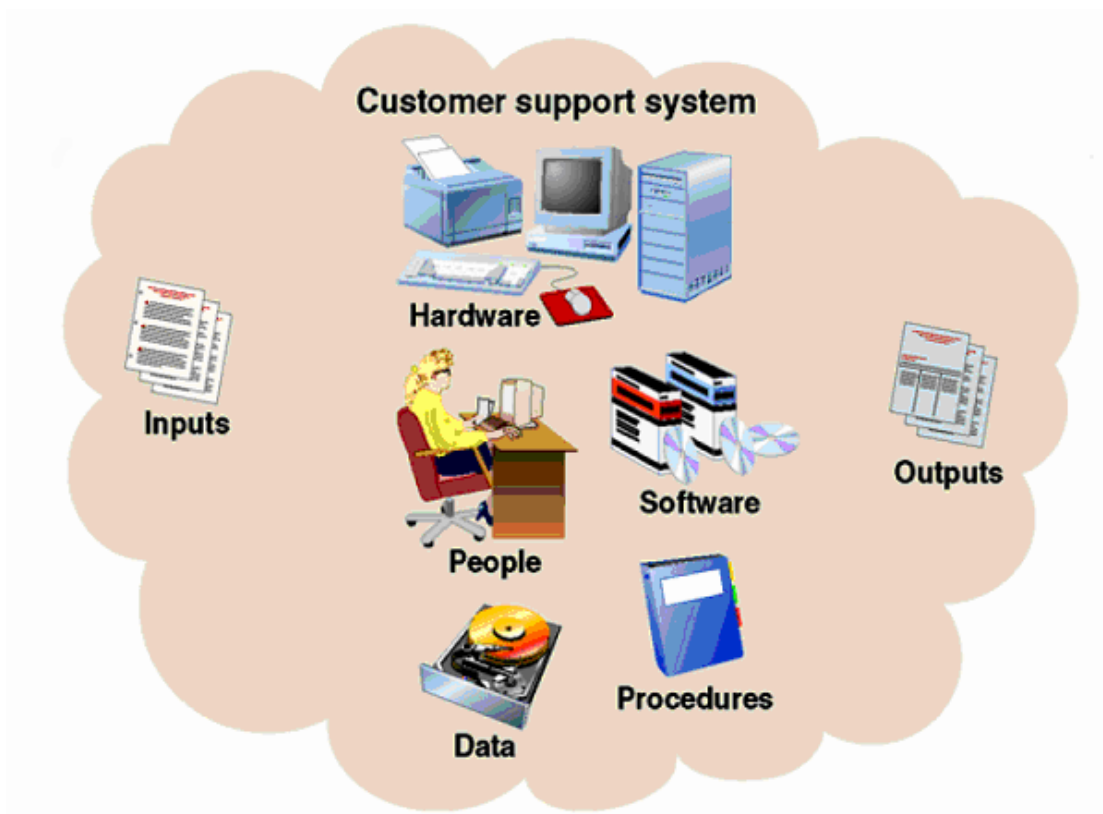 Customer support system
Hardware
Inputs
Outputs
Software
People
Procedures
Data